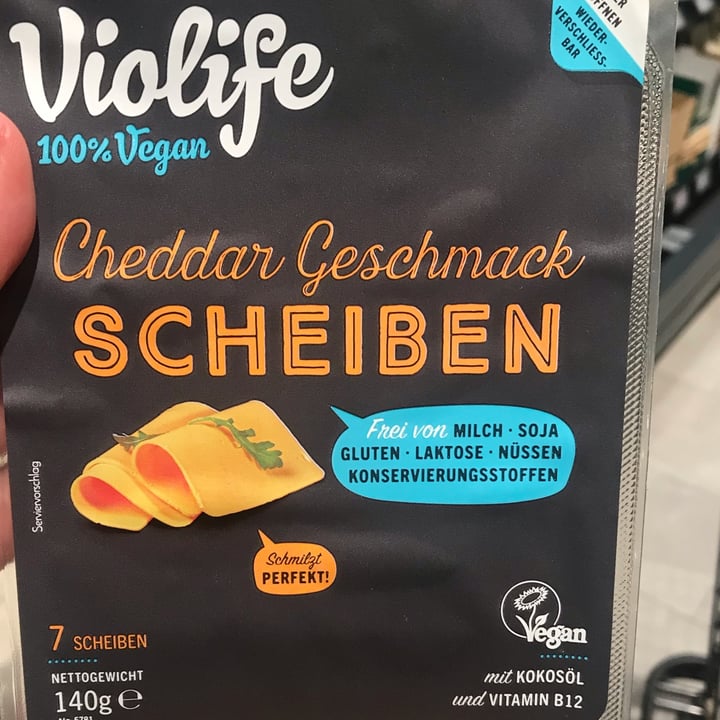 Violife
100% Vegan
ÖFFNEN
WIEDER-
VERSCHLIESS-
BAR
Cheddar Geschmack
SCHEIBEN
Frei von MILCH · SOJA
GLUTEN · LAKTOSE · NÜSSEN
KONSERVIERUNGSSTOFFEN
Serviervorschlag
Schmilzt
PERFEKT!
7 SCHEIBEN
NETTOGEWICHT
140g e
Vegan
mit KOKOSÖL
und VITAMIN B12